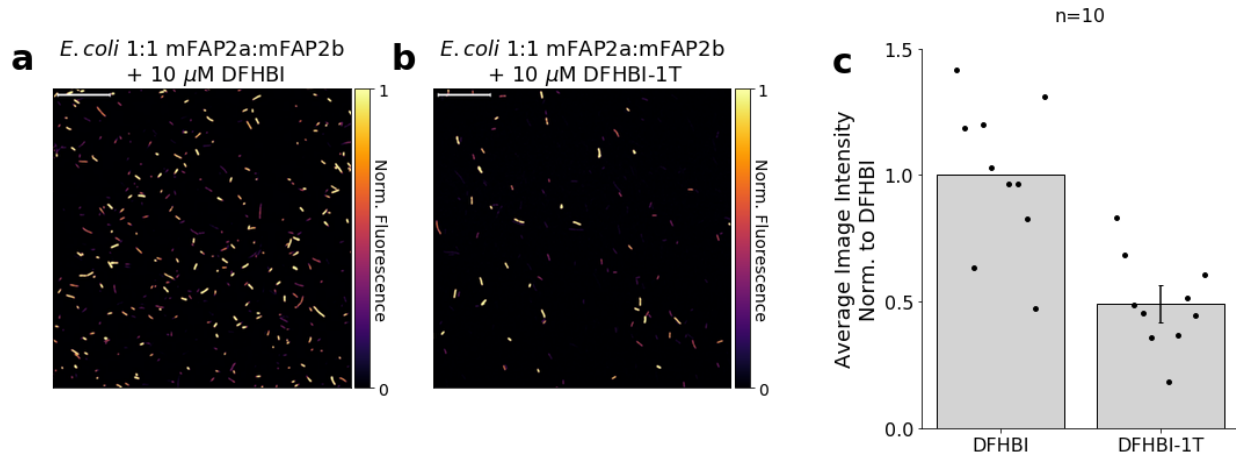 n=10
a
E. coli 1:1 mFAP2a:mFAP2b
+ 10 μM DFHBI
1
Norm. Fluorescence
0
b
E. coli 1:1 mFAP2a:mFAP2b
+ 10 μM DFHBI-1T
1
Norm. Fluorescence
0
c
Average Image Intensity
Norm. to DFHBI
1.5
1.0
0.5
0.0
DFHBI
DFHBI-1T